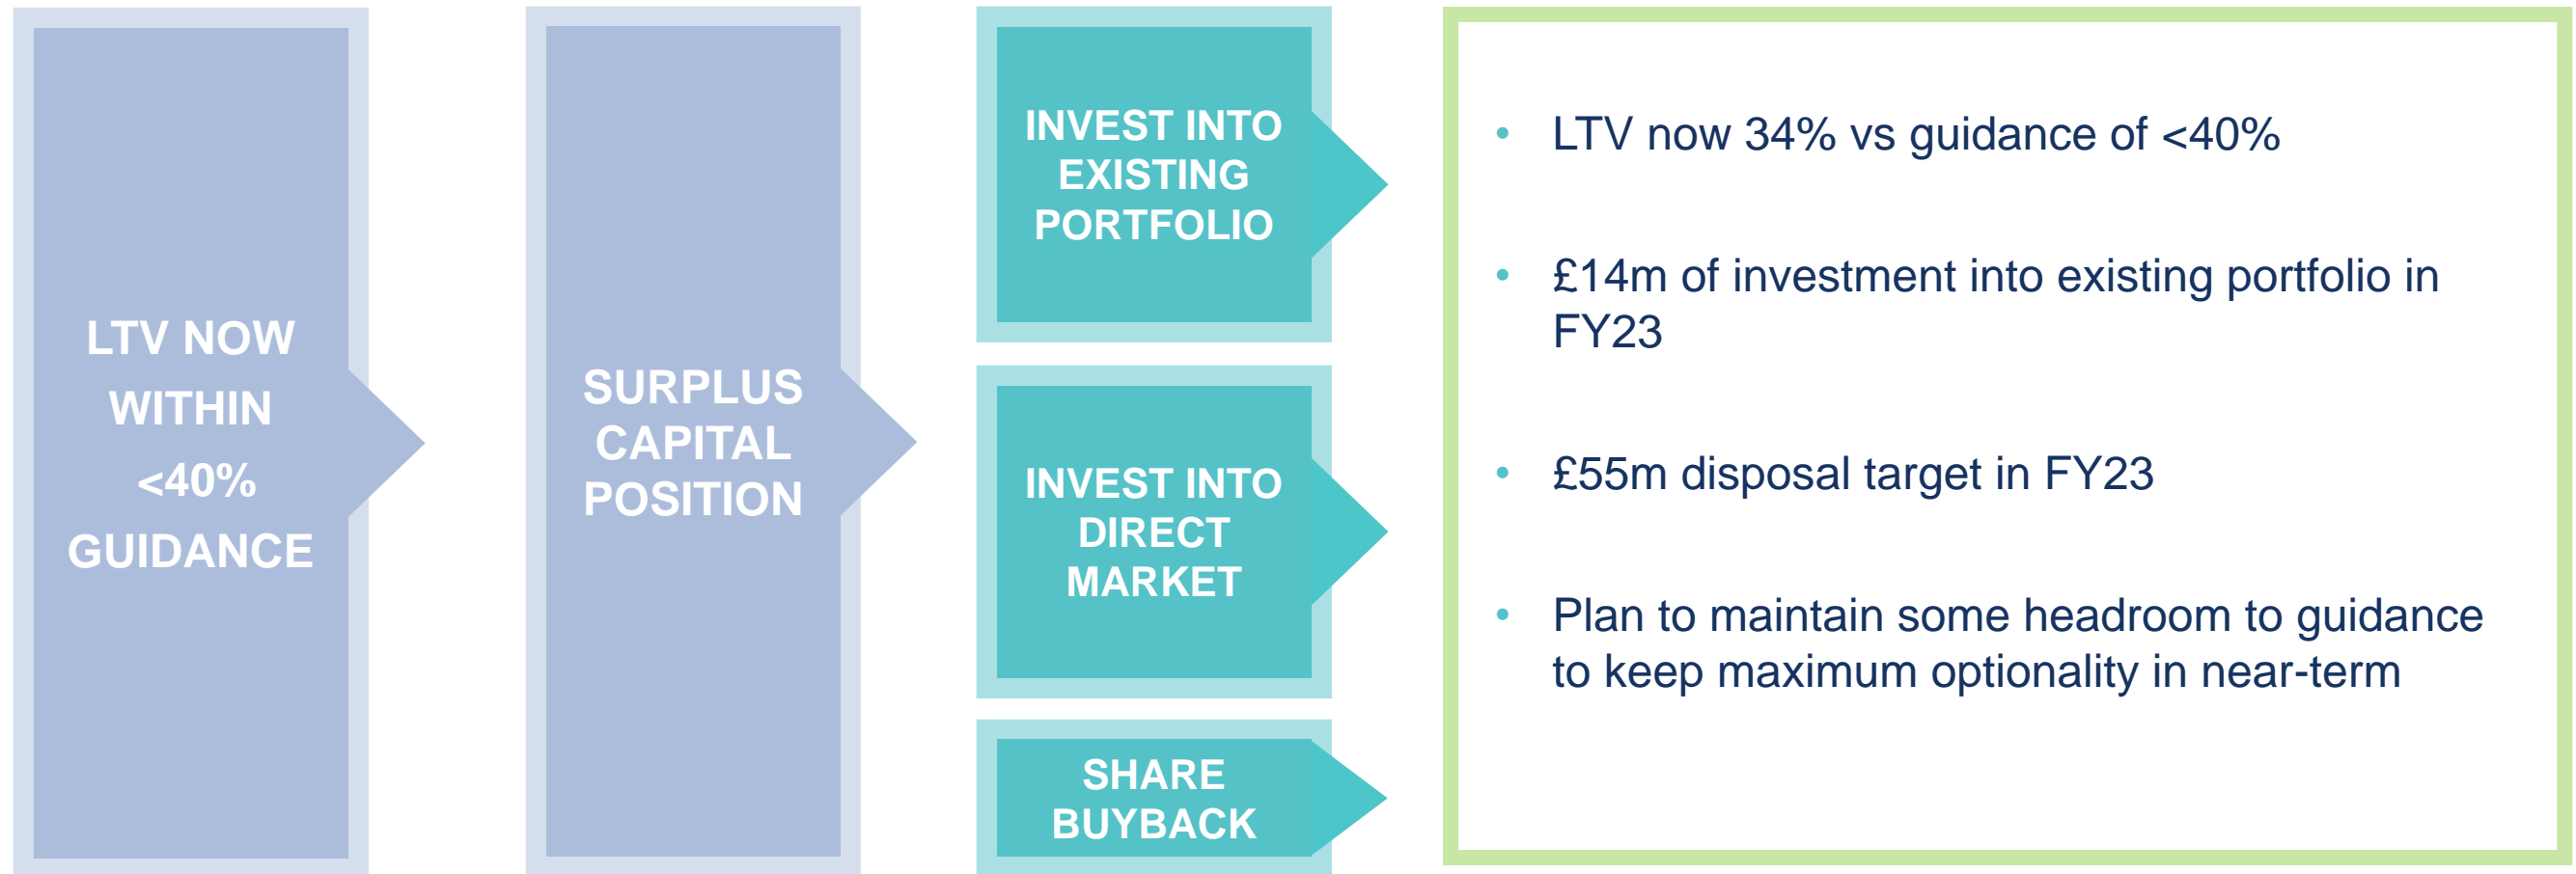 LTV NOW
WITHIN
<40%
GUIDANCE
SURPLUS
CAPITAL
POSITION
INVEST INTO
EXISTING
PORTFOLIO
INVEST INTO
DIRECT
MARKET
SHARE
BUYBACK
• LTV now 34% vs guidance of <40%
• £14m of investment into existing portfolio in
FY23
• £55m disposal target in FY23
• Plan to maintain some headroom to guidance
to keep maximum optionality in near-term